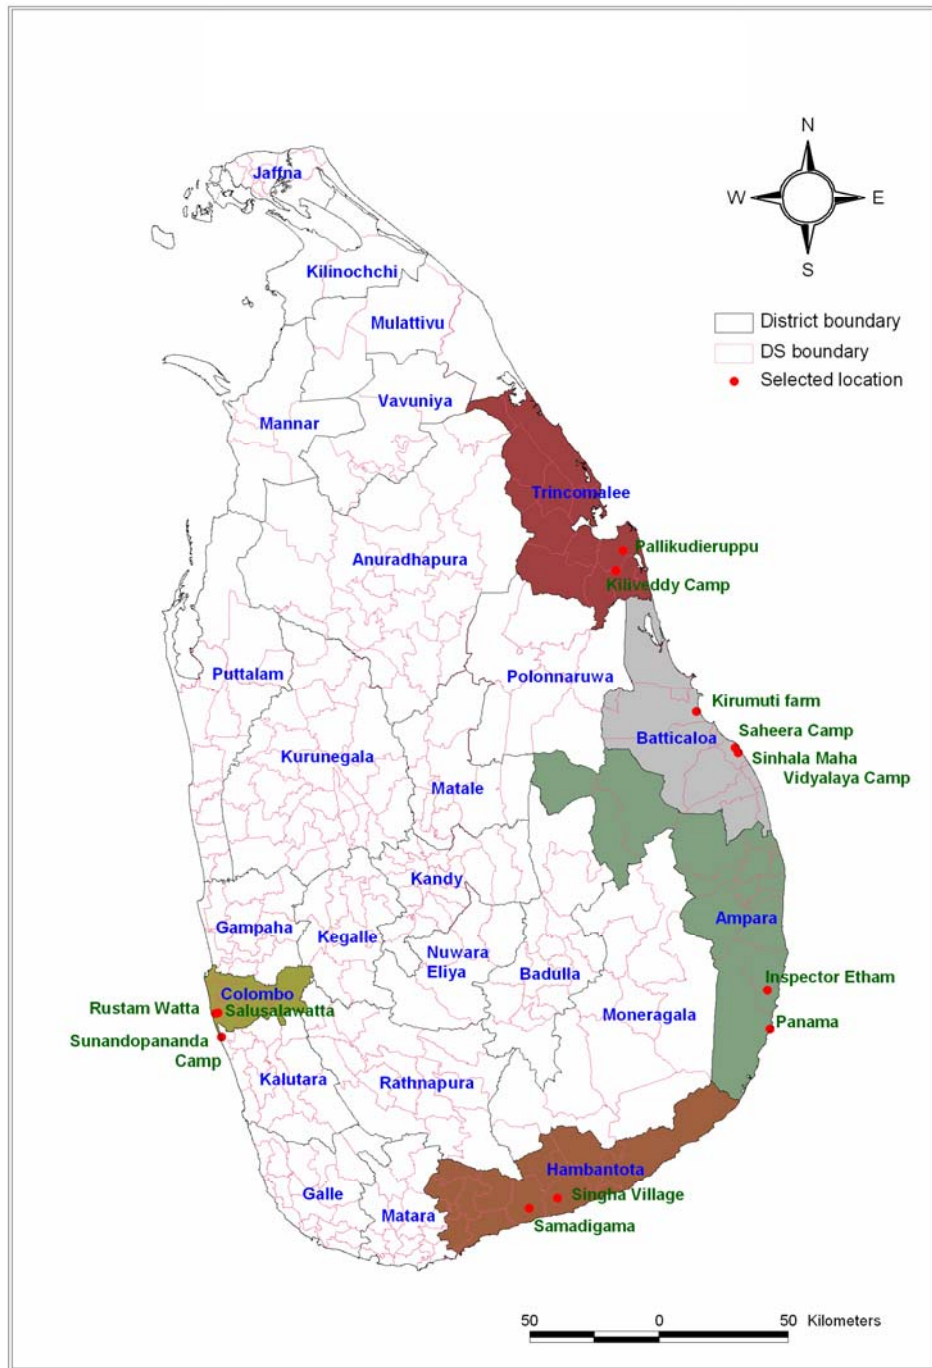 N
W
E
S
Jaffna
Kilinochchi
Mulattivu
District boundary
DS boundary
Selected location
Vavuniya
Mannar
Trincomalee
Pallikudieruppu
Anuradhapura
Kiliveddy Camp
Puttalam
Polonnaruwa
Kirumuti farm
Saheera Camp
Batticaloa
Sinhala Maha
Vidyalaya Camp
Kurunegala
Matale
Kandy
Ampara
Gampaha
Kegalle
Nuwara
Eliya
Badulla
Inspector Etham
Colombo
Rustam Watta
Salusalawatta
Moneragala
Panama
Sunandopananda
Camp
Kalutara
Rathnapura
Hambantota
Galle
Singha Village
Matara
Samadigama
50 0 50 Kilometers